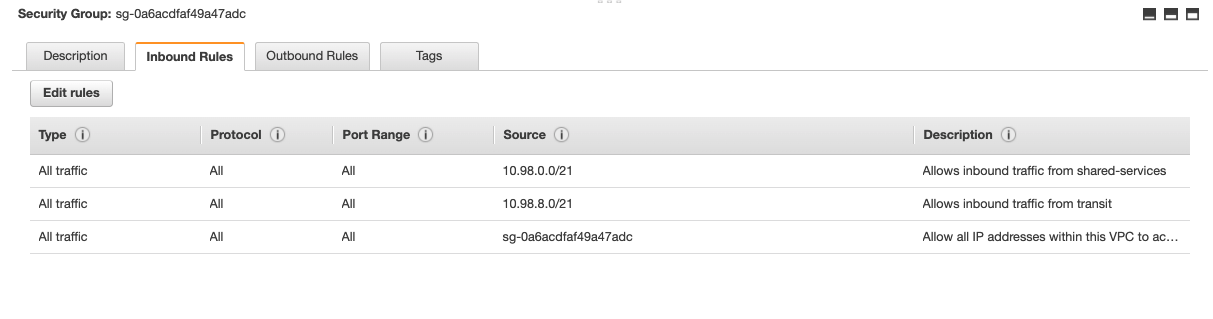 Security Group: sg-0a6acdfaf49a47adc
Description Inbound Rules Outbound Rules Tags
Edit rules
Type Protocol Port Range Source Description
All traffic All All 10.98.0.0/21 Allows inbound traffic from shared-services
All traffic All All 10.98.8.0/21 Allows inbound traffic from transit
All traffic All All sg-0a6acdfaf49a47adc Allow all IP addresses within this VPC to ac…